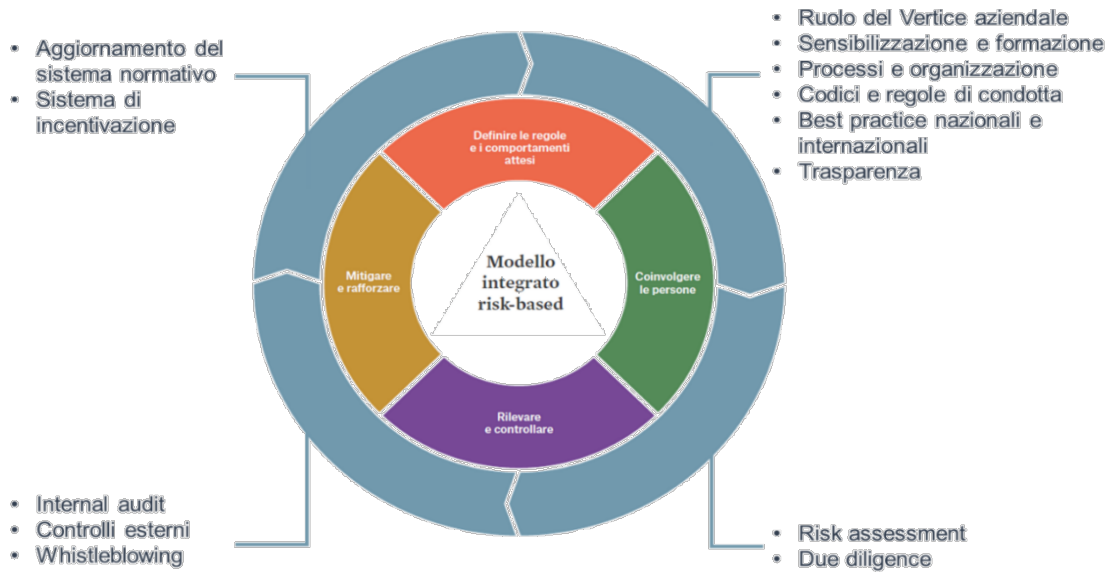 • Aggiornamento del
sistema normativo
• Sistema di
incentivazione
• Ruolo del Vertice aziendale
• Sensibilizzazione e formazione
• Processi e organizzazione
• Codici e regole di condotta
• Best practice nazionali e
internazionali
• Trasparenza
Definire le regole
e i comportamenti
attesi
Mitigare
e rafforzare
Modello
integrato
risk-based
Coinvolgere
le persone
Rilevare
e controllare
• Internal audit
• Controlli esterni
• Whistleblowing
• Risk assessment
• Due diligence